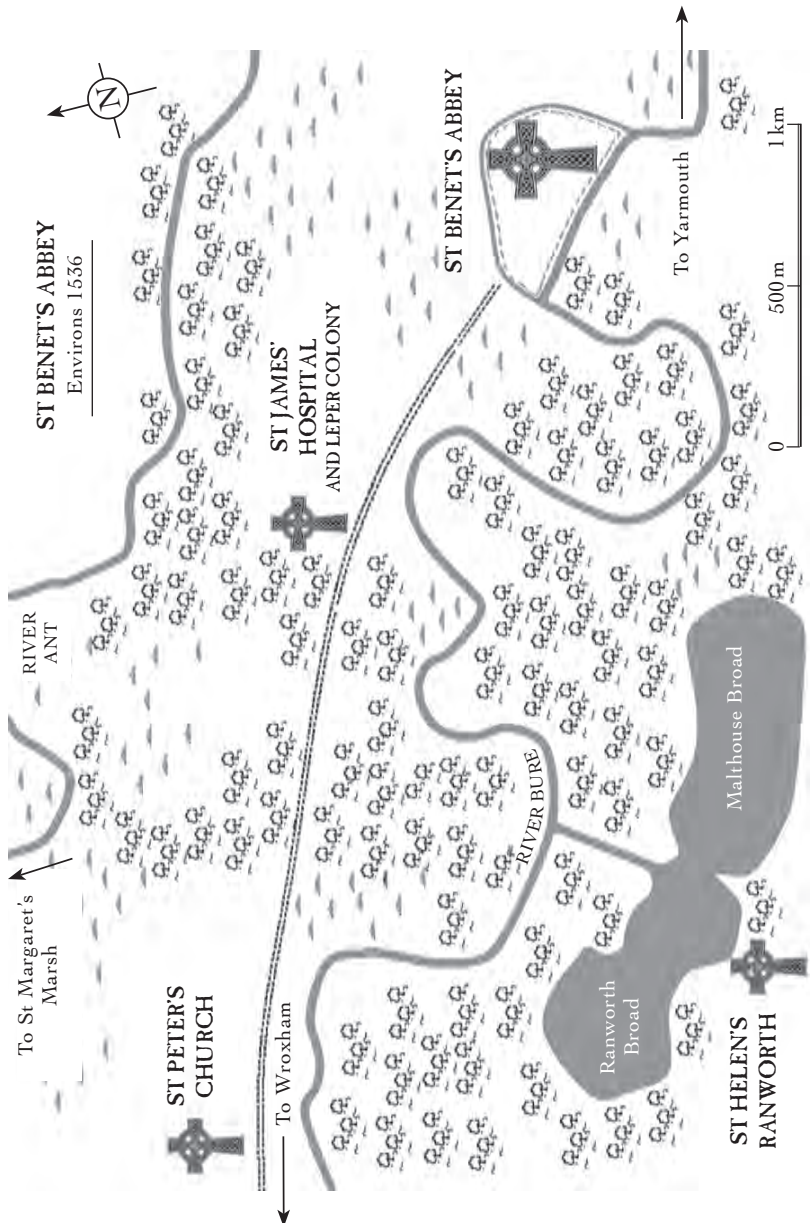 ST BENET'S ABBEY
Environs 1536
N
To St Margaret's
Marsh
RIVER
ANT
ST PETER'S
CHURCH
To Wroxham
ST JAMES'
HOSPITAL
AND LEPER COLONY
ST BENET'S ABBEY
RIVER BURE
Ranworth
Broad
Malthouse Broad
ST HELEN'S
RANWORTH
To Yarmouth
0
500 m
1 km